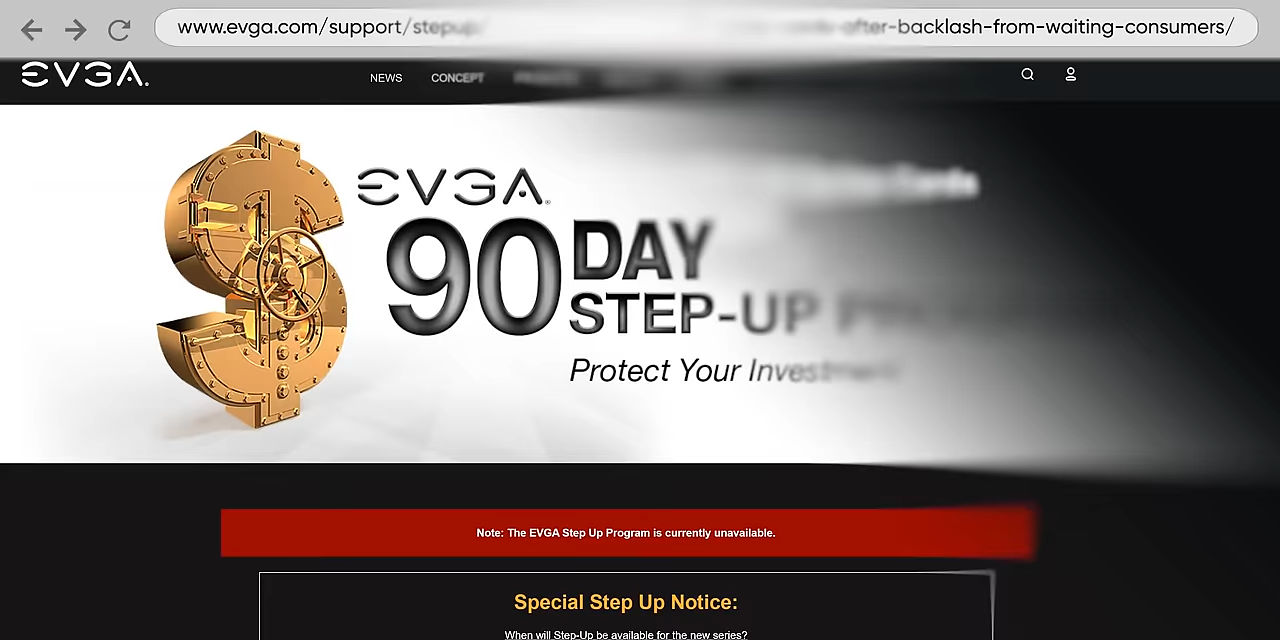 www.evga.com/support/stepup/
-after-backlash-from-waiting-consumers/
EVGA.
NEWS CONCEPT
EVGA
90 DAY
STEP-UP
Protect Your Investment
Note: The EVGA Step Up Program is currently unavailable.
Special Step Up Notice:
When will Step-Up be available for the new series?